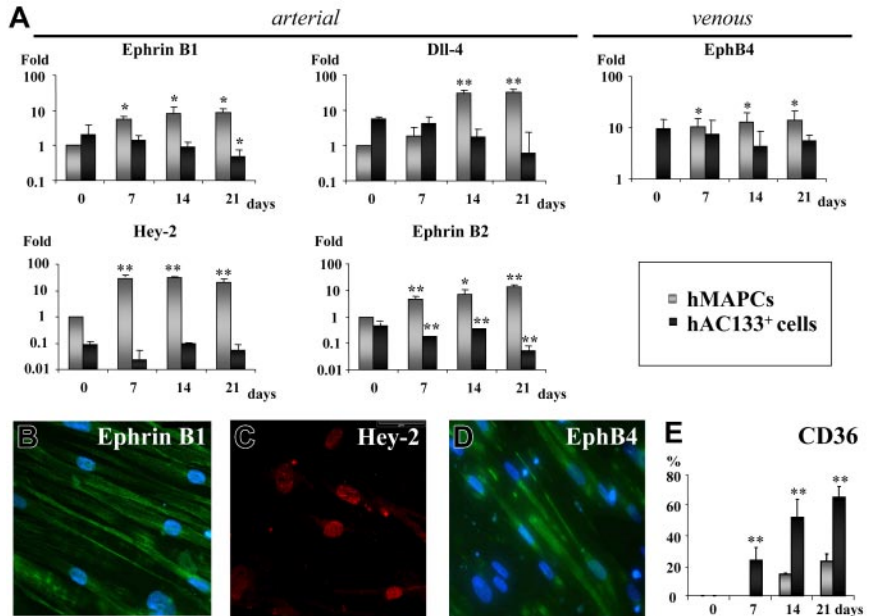 A
arterial
venous
Ephrin B1
Dll-4
EphB4
Fold
100
10
1
0.1
*
*
*
*
0
7
14
21
days
Fold
100
10
1
0.1
**
**
0
7
14
21
days
Fold
100
10
1
*
*
*
0
7
14
21
days
Hey-2
Ephrin B2
Fold
100
10
1
0.1
0.01
**
**
**
0
7
14
21
Fold
100
10
1
0.1
0.01
**
*
**
**
**
0
7
14
21
days
hMAPCs
hAC133+ cells
B
Ephrin B1
C
Hey-2
D
EphB4
E
CD36
%
80
60
40
20
0
**
**
**
0
7
14
21 days